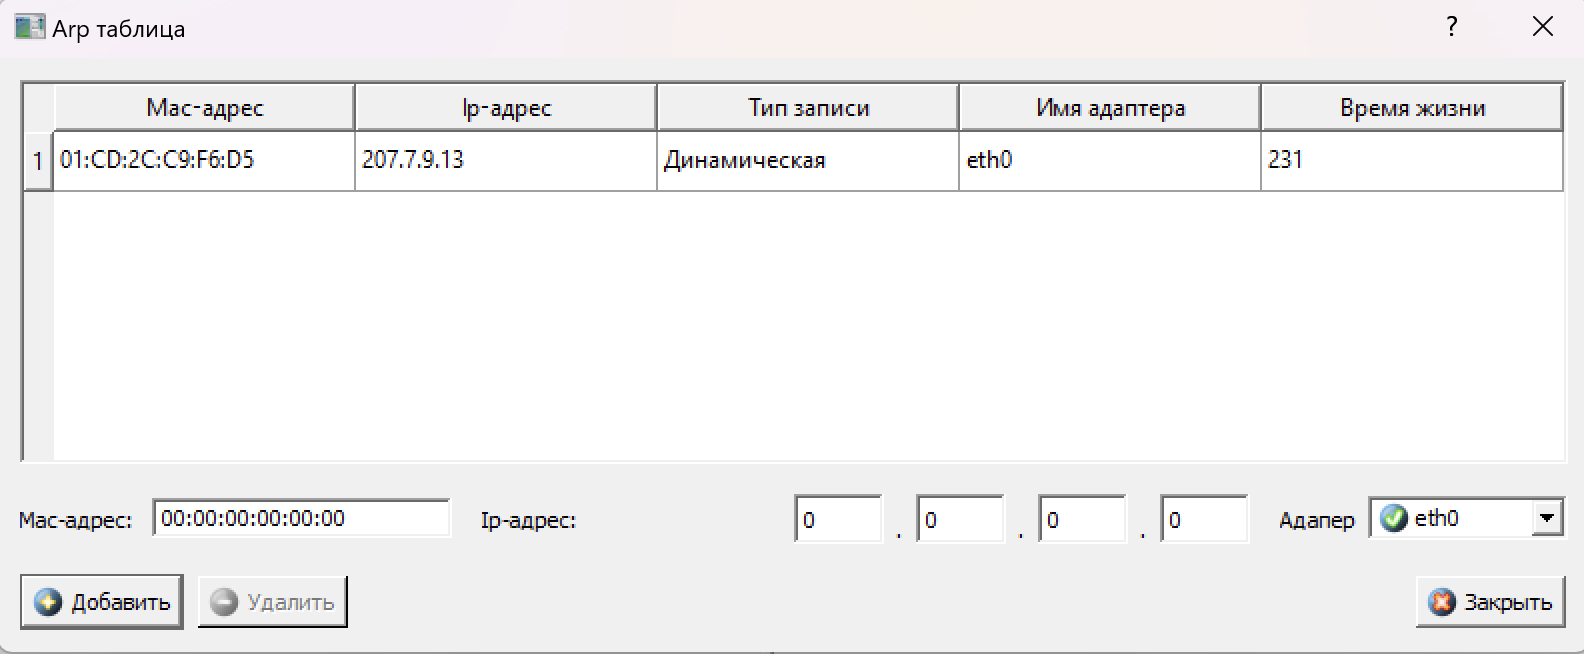 Arp таблица ?
Mac-адрес Ip-адрес Тип записи Имя адаптера Время жизни
1 01:CD:2C:C9:F6:D5 207.7.9.13 Динамическая eth0 231
Mac-адрес: 00:00:00:00:00:00 Ip-адрес: 0 . 0 . 0 . 0 Адапер eth0
Добавить Удалить Закрыть